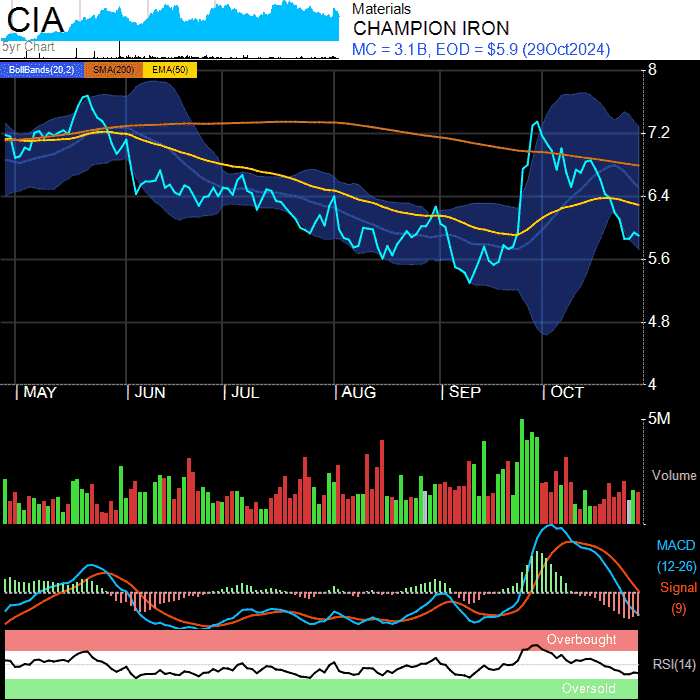 CIA
5yr Chart
Materials
CHAMPION IRON
MC = 3.1B, EOD = $5.9 (29Oct2024)
BollBands(20,2) SMA(200) EMA(50)
8
7.2
6.4
5.6
4.8
4
MAY JUN JUL AUG SEP OCT
5M
Volume
MACD
(12-26)
Signal
(9)
Overbought
RSI(14)
Oversold